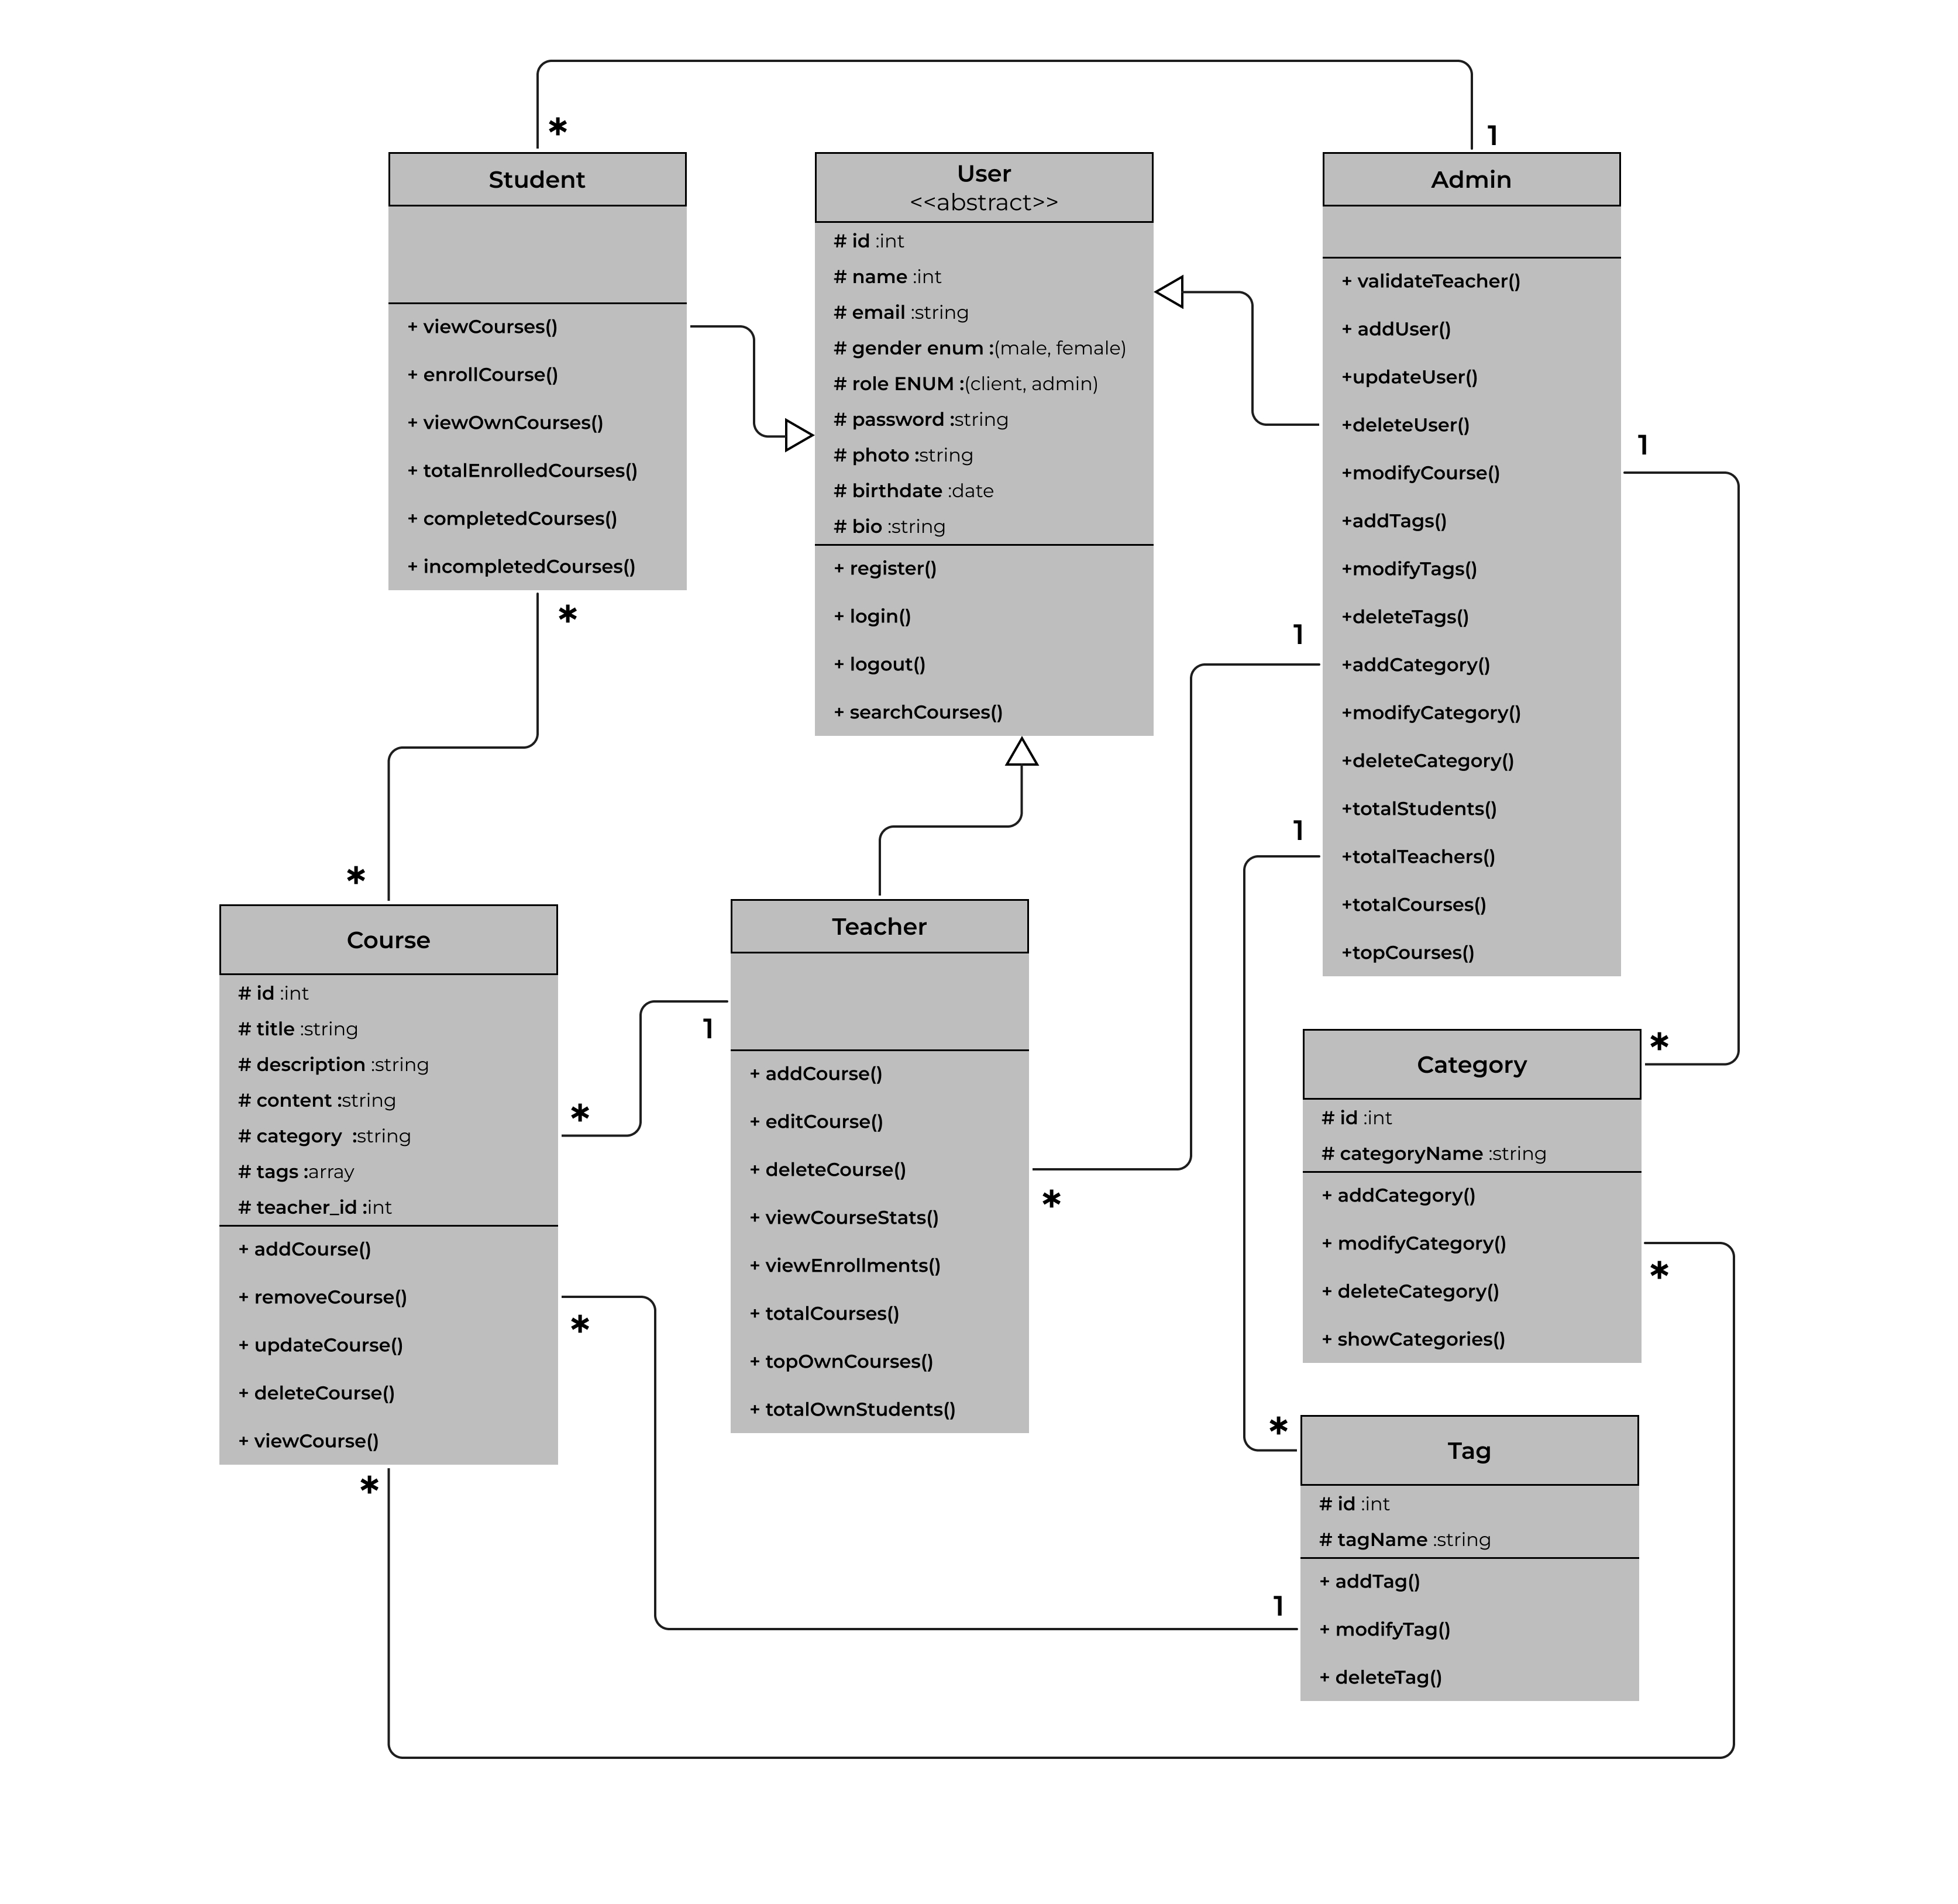 *
1
Student
+ viewCourses()
+ enrollCourse()
+ viewOwnCourses()
+ totalEnrolledCourses()
+ completedCourses()
+ incompletedCourses()
*
User
<<abstract>>
# id :int
# name :int
# email :string
# gender enum :(male, female)
# role ENUM :(client, admin)
# password :string
# photo :string
# birthdate :date
# bio :string
+ register()
+ login()
+ logout()
+ searchCourses()
Admin
+ validateTeacher()
+ addUser()
+updateUser()
+deleteUser()
+modifyCourse()
+addTags()
+modifyTags()
+deleteTags()
+addCategory()
+modifyCategory()
+deleteCategory()
+totalStudents()
+totalTeachers()
+totalCourses()
+topCourses()
1
1
1
*
Course
# id :int
# title :string
# description :string
# content :string
# category  :string
# tags :array
# teacher_id :int
+ addCourse()
+ removeCourse()
+ updateCourse()
+ deleteCourse()
+ viewCourse()
*
*
*
1
Teacher
+ addCourse()
+ editCourse()
+ deleteCourse()
+ viewCourseStats()
+ viewEnrollments()
+ totalCourses()
+ topOwnCourses()
+ totalOwnStudents()
*
Category
# id :int
# categoryName :string
+ addCategory()
+ modifyCategory()
+ deleteCategory()
+ showCategories()
*
*
*
Tag
# id :int
# tagName :string
+ addTag()
+ modifyTag()
+ deleteTag()
1